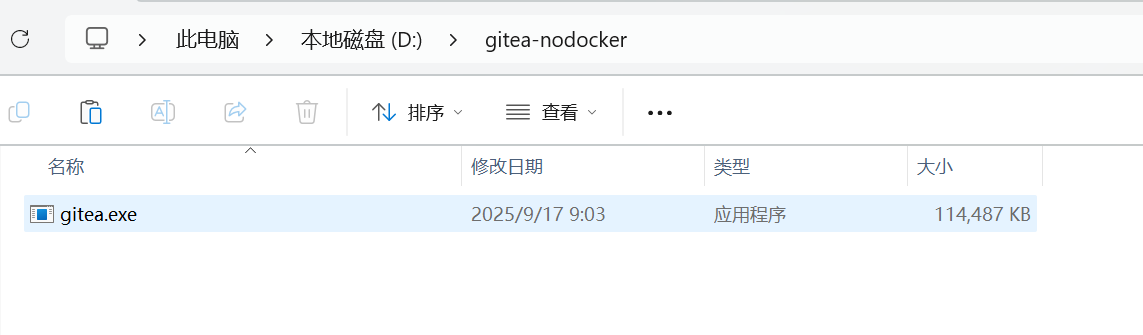 此电脑 本地磁盘 (D:) gitea-nodocker
排序 查看
名称 修改日期 类型 大小
gitea.exe 2025/9/17 9:03 应用程序 114,487 KB